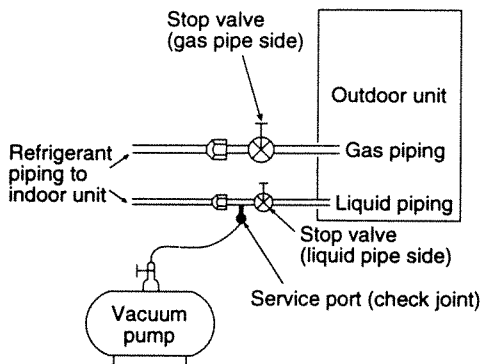 Stop valve
(gas pipe side)
Outdoor unit
Gas piping
Refrigerant
piping to
indoor unit
Liquid piping
Stop valve
(liquid pipe side)
Service port (check joint)
Vacuum
pump